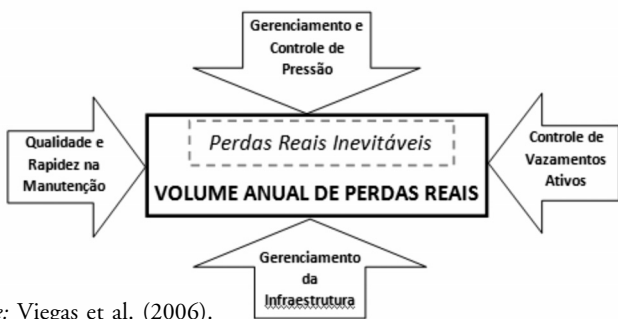 Gerenciamento e
Controle de
Pressão
Qualidade e
Rapidez na
Manutenção
Perdas Reais Inevitáveis
VOLUME ANUAL DE PERDAS REAIS
Controle de
Vazamentos
Ativos
Gerenciamento
da
Infraestrutura
e: Viegas et al. (2006).